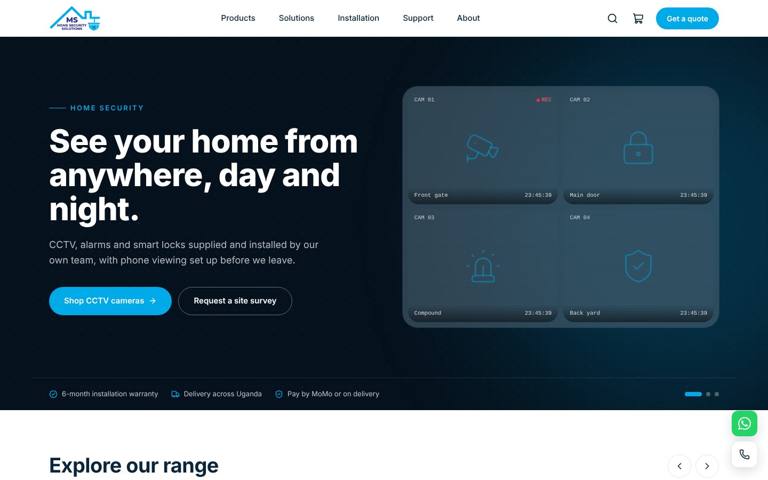 MS
HOME SECURITY
SOLUTIONS
Products
Solutions
Installation
Support
About
Get a quote
HOME SECURITY
See your home from
anywhere, day and
night.
CCTV, alarms and smart locks supplied and installed by our
own team, with phone viewing set up before we leave.
Shop CCTV cameras
Request a site survey
CAM 01
REC
Front gate
23:45:39
CAM 02
Main door
23:45:39
CAM 03
Compound
23:45:39
CAM 04
Back yard
23:45:39
6-month installation warranty
Delivery across Uganda
Pay by MoMo or on delivery
Explore our range